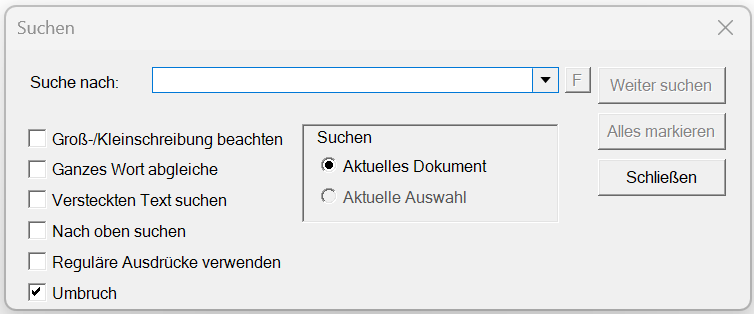 Suchen
Suche nach:
F
Weiter suchen
Alles markieren
Schließen
Groß-/Kleinschreibung beachten
Ganzes Wort abgleiche
Versteckten Text suchen
Nach oben suchen
Reguläre Ausdrücke verwenden
Umbruch
Suchen
Aktuelles Dokument
Aktuelle Auswahl